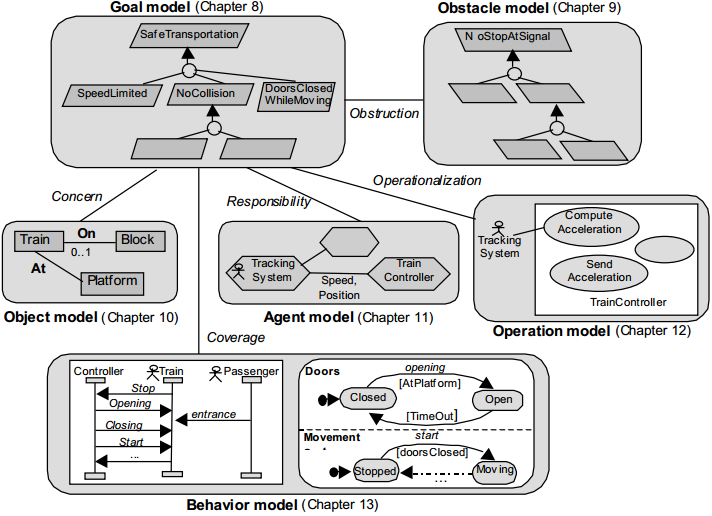 Goal model (Chapter 8)
SafeTransportation
SpeedLimited
NoCollision
DoorsClosed
WhileMoving
Obstacle model (Chapter 9)
N oStopAtSignal
Obstruction
Concern
Responsibility
Operationalization
Coverage
Train
On
0..1
Block
At
Platform
Object model (Chapter 10)
Tracking
System
Speed,
Position
Train
Controller
Agent model (Chapter 11)
Tracking
System
Compute
Acceleration
Send
Acceleration
TrainController
Operation model (Chapter 12)
Controller
Train
Passenger
Stop
Opening
entrance
Closing
Start
...
Doors
opening
[AtPlatform]
Closed
Open
[TimeOut]
Movement
start
[doorsClosed]
Stopped
Moving
...
Behavior model (Chapter 13)